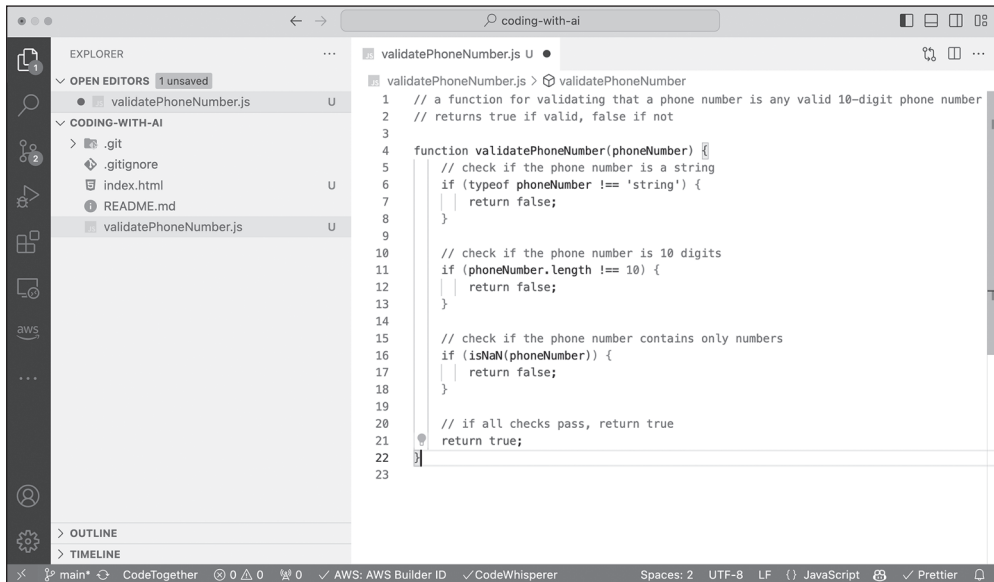 coding-with-ai
EXPLORER
validatePhoneNumber.js U
OPEN EDITORS 1 unsaved
validatePhoneNumber.js U
CODING-WITH-AI
.git
.gitignore
index.html U
README.md
validatePhoneNumber.js U
OUTLINE
TIMELINE
1
2
aws
validatePhoneNumber.js > validatePhoneNumber
1 // a function for validating that a phone number is any valid 10-digit phone number
2 // returns true if valid, false if not
3
4 function validatePhoneNumber(phoneNumber) {
5 // check if the phone number is a string
6 if (typeof phoneNumber !== 'string') {
7 return false;
8 }
9
10 // check if the phone number is 10 digits
11 if (phoneNumber.length !== 10) {
12 return false;
13 }
14
15 // check if the phone number contains only numbers
16 if (isNaN(phoneNumber)) {
17 return false;
18 }
19
20 // if all checks pass, return true
21 return true;
22 }
23
main* CodeTogether 0 0 0 AWS: AWS Builder ID CodeWhisperer Spaces: 2 UTF-8 LF {} JavaScript Prettier